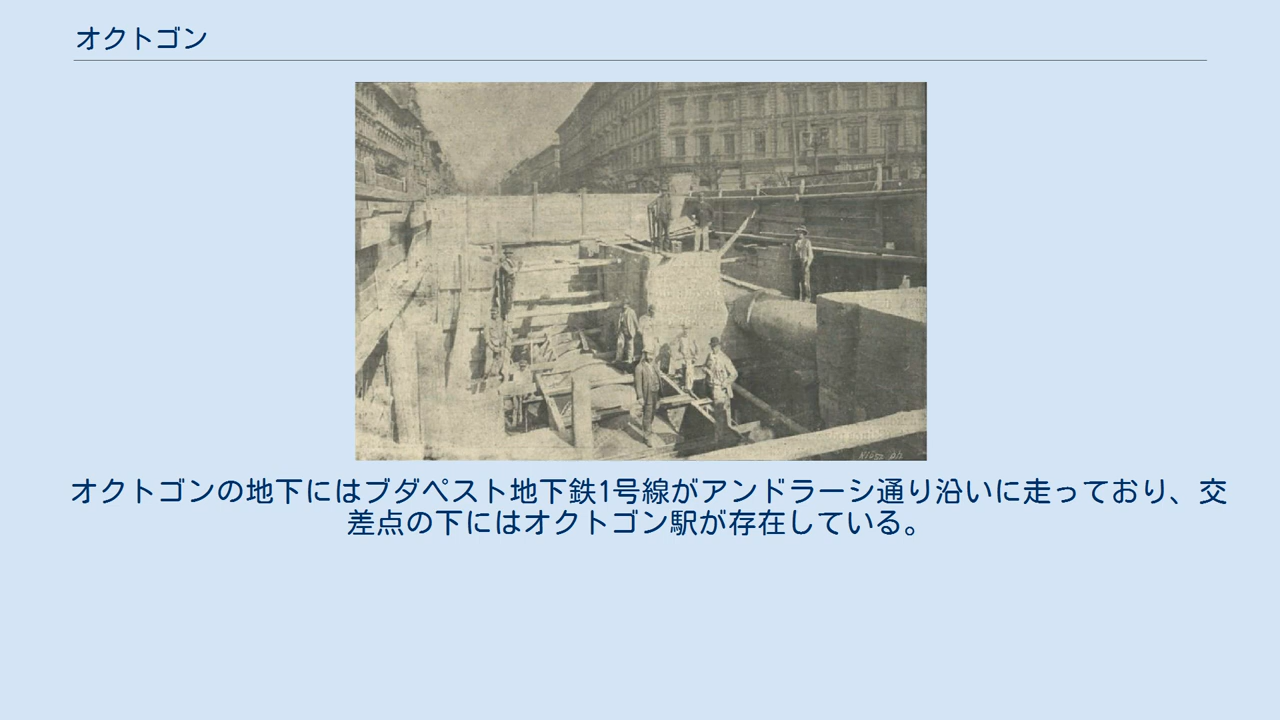 オクトゴン
オクトゴンの地下にはブダペスト地下鉄1号線がアンドラーシ通り沿いに走っており、交
差点の下にはオクトゴン駅が存在している。